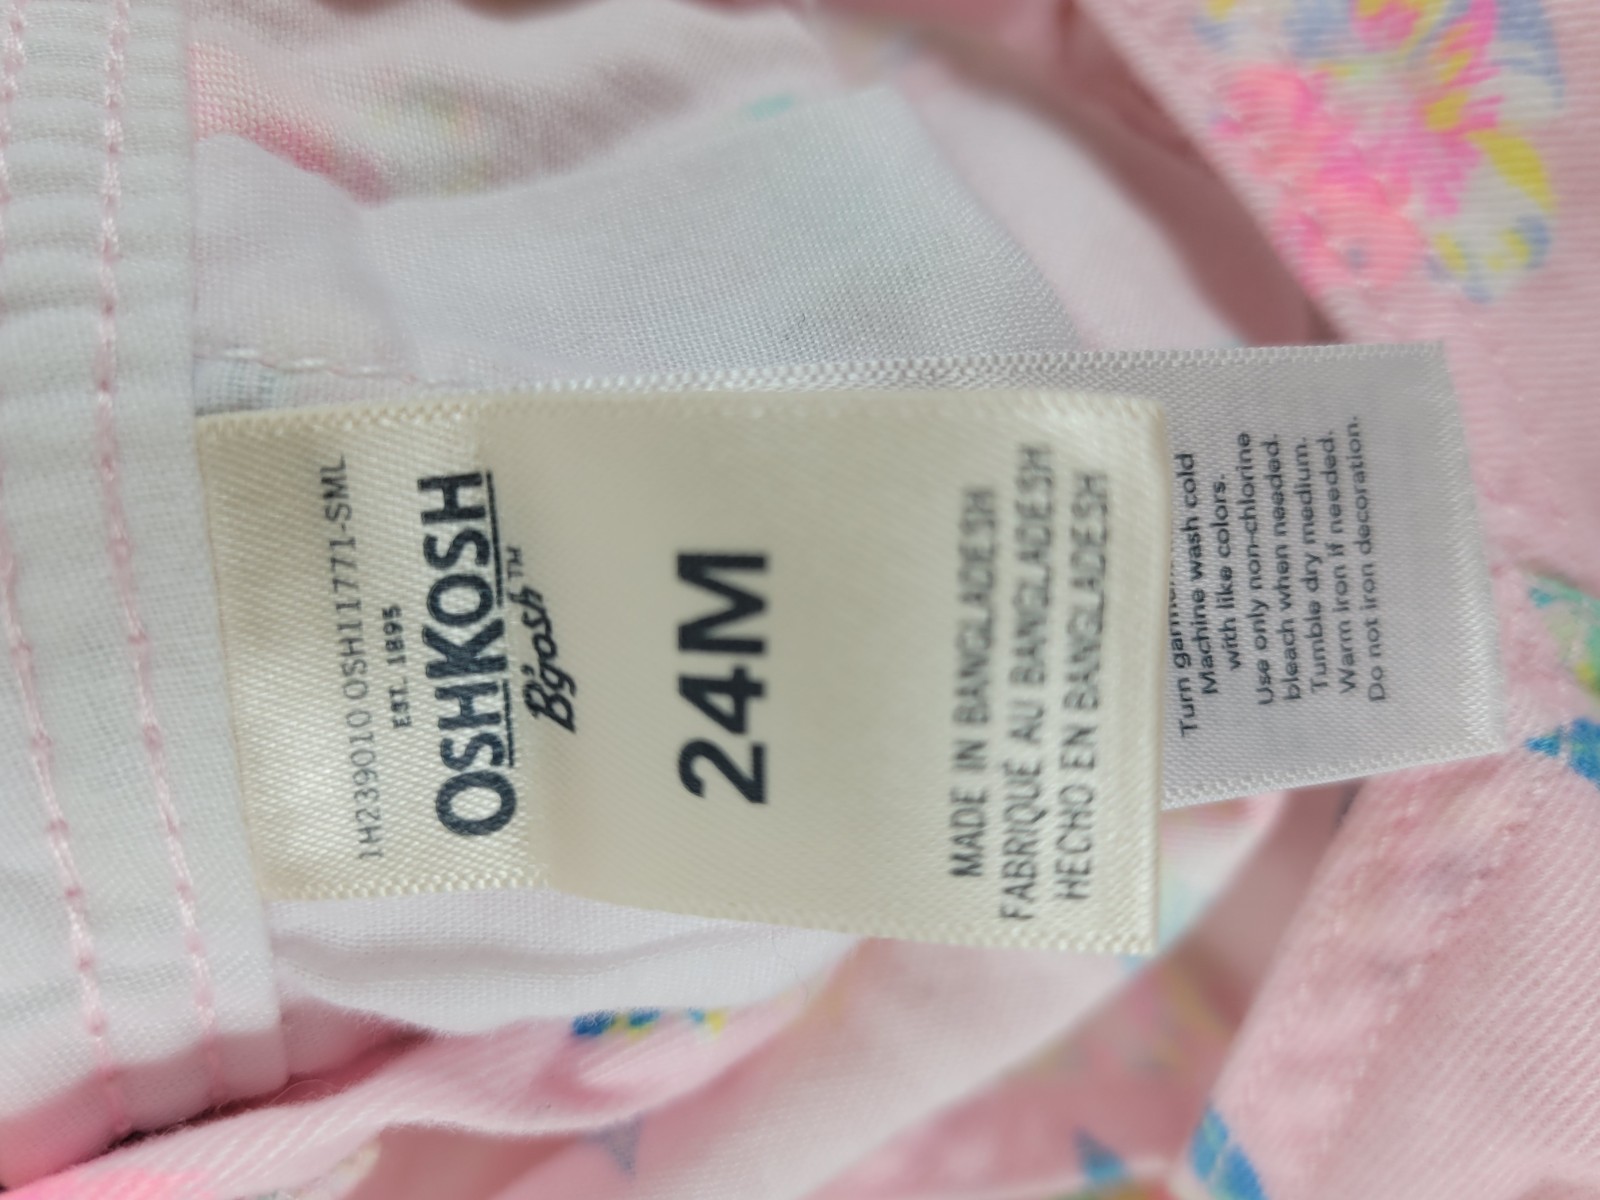 1H239010 OSH11771-SML
EST. 1895
OSHKOSH
B'gosh™
24M
MADE IN BANGLADESH
FABRIQUÉ AU BANGLADESH
HECHO EN BANGLADESH
Turn
Machine wash cold
with like colors.
Use only non-chlorine
bleach when needed.
Tumble dry medium.
Warm iron if needed.
Do not iron decoration.